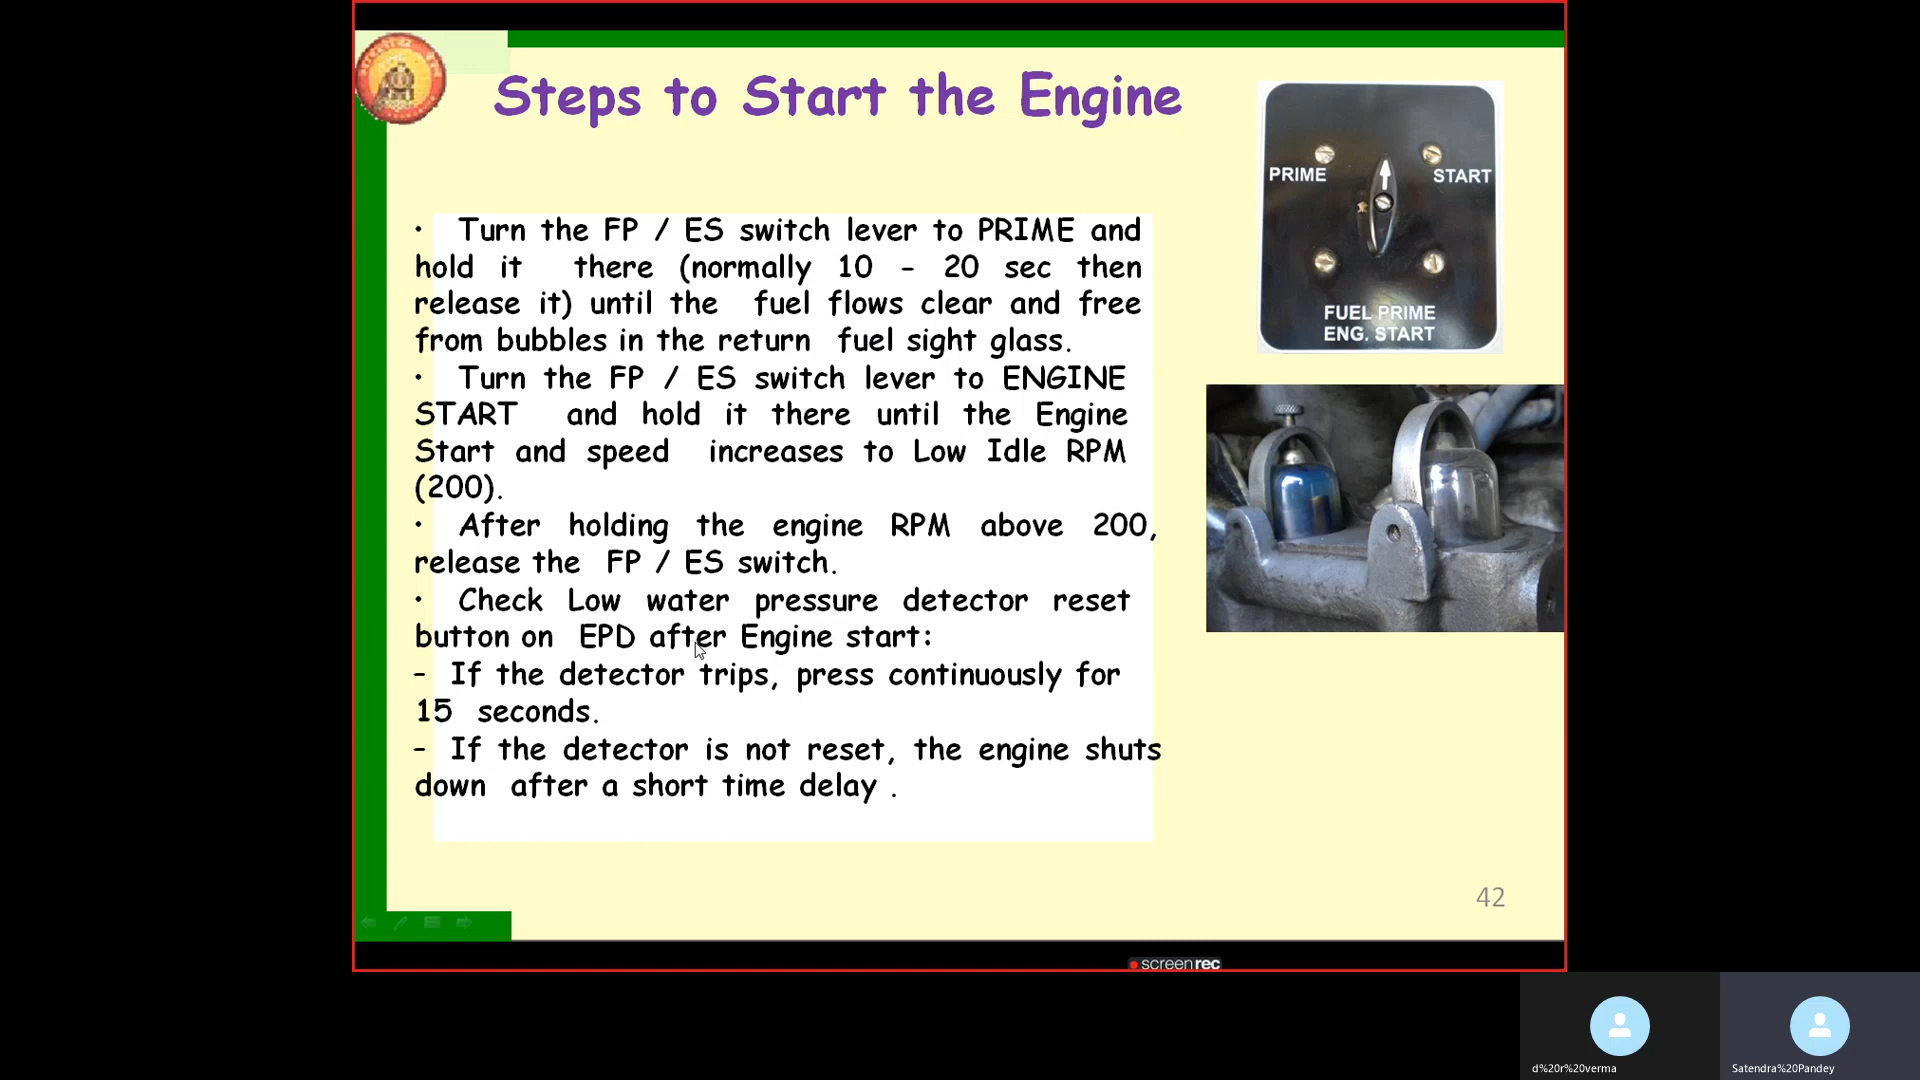 Steps to Start the Engine
PRIME
START
FUEL PRIME
ENG. START
• Turn the FP / ES switch lever to PRIME and
hold it there (normally 10 - 20 sec then
release it) until the fuel flows clear and free
from bubbles in the return fuel sight glass.
• Turn the FP / ES switch lever to ENGINE
START and hold it there until the Engine
Start and speed increases to Low Idle RPM
(200).
• After holding the engine RPM above 200,
release the FP / ES switch.
• Check Low water pressure detector reset
button on EPD after Engine start:
- If the detector trips, press continuously for
15 seconds.
- If the detector is not reset, the engine shuts
down after a short time delay .
42
screenrec
d%20r%20verma
Satendra%20Pandey